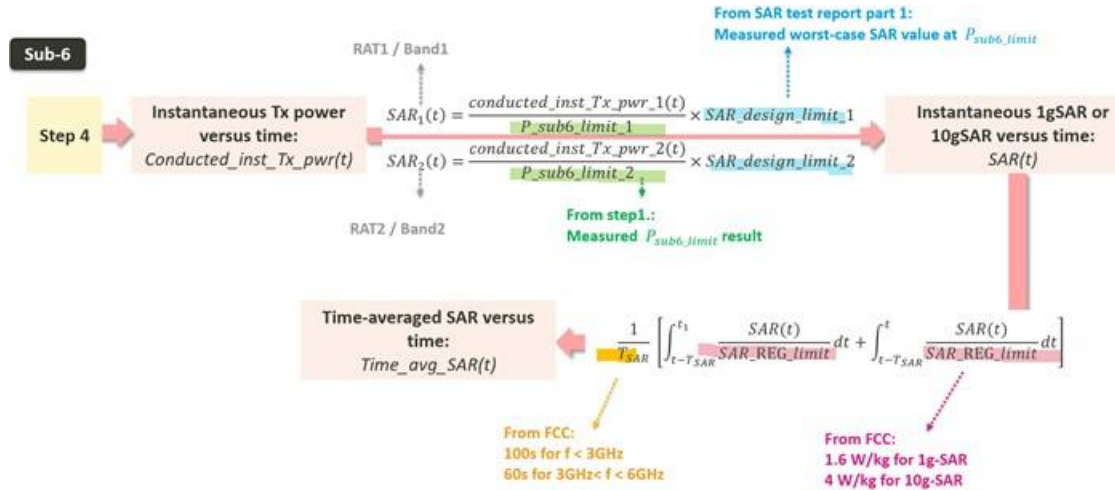 Sub-6
Step 4
Instantaneous Tx power
versus time:
Conducted_inst_Tx_pwr(t)
RAT1 / Band1
SAR₁(t) = conducted_inst_Tx_pwr_1(t) / P_sub6_limit_1 × SAR_design_limit_1
SAR₂(t) = conducted_inst_Tx_pwr_2(t) / P_sub6_limit_2 × SAR_design_limit_2
RAT2 / Band2
From SAR test report part 1:
Measured worst-case SAR value at P_sub6_limit
From step1.:
Measured P_sub6_limit result
Instantaneous 1gSAR or
10gSAR versus time:
SAR(t)
Time-averaged SAR versus
time:
Time_avg_SAR(t)
1/T_SAR [∫_{t−T_SAR}^{t₁} SAR(t)/SAR_REG_limit dt + ∫_{t−T_SAR}^{t} SAR(t)/SAR_REG_limit dt]
From FCC:
100s for f < 3GHz
60s for 3GHz< f < 6GHz
From FCC:
1.6 W/kg for 1g-SAR
4 W/kg for 10g-SAR